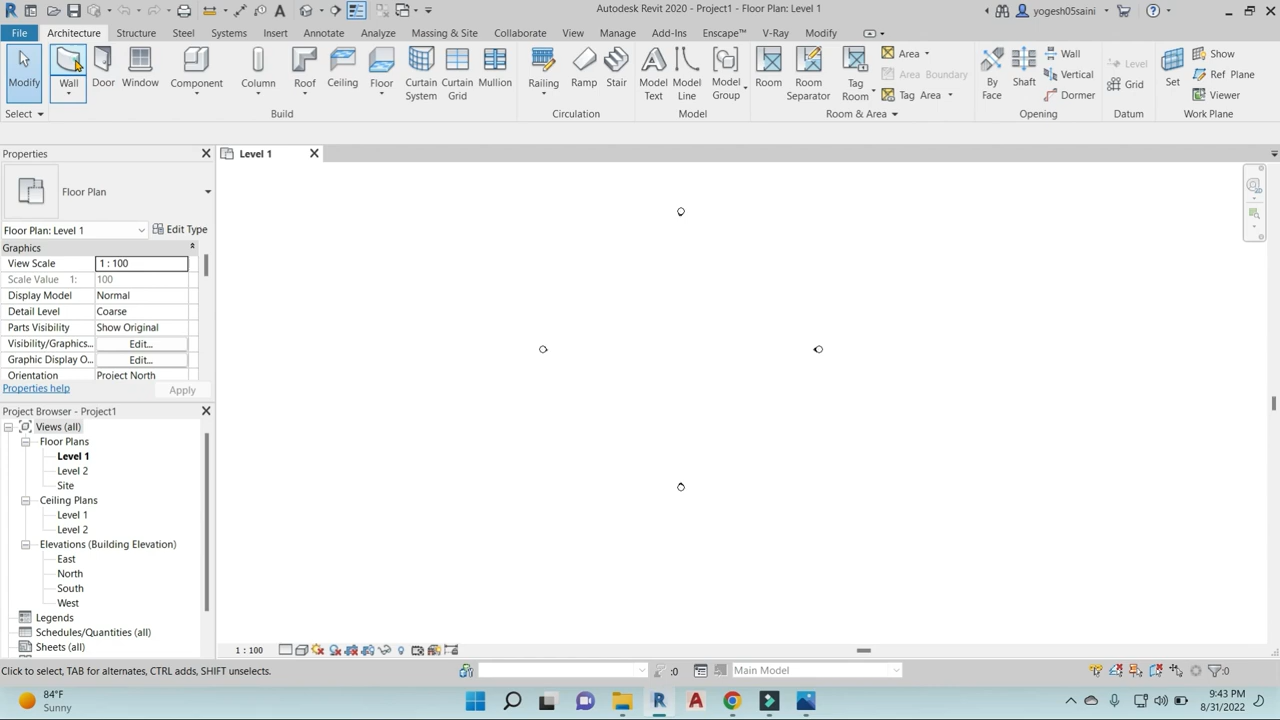 Autodesk Revit 2020 - Project1 - Floor Plan: Level 1
yogesh05saini
File Architecture Structure Steel Systems Insert Annotate Analyze Massing & Site Collaborate View Manage Add-Ins Enscape™ V-Ray Modify
Modify Wall Door Window Component Column Roof Ceiling Floor Curtain System Curtain Grid Mullion Railing Ramp Stair Model Text Model Line Model Group Room Room Separator Tag Room
Area
Area Boundary
Tag Area
By Face Shaft
Wall
Vertical
Dormer
Level
Grid
Set
Show
Ref Plane
Viewer
Select Build Circulation Model Room & Area Opening Datum Work Plane
Properties
Level 1
Floor Plan
Floor Plan: Level 1 Edit Type
Graphics
View Scale 1 : 100
Scale Value 1: 100
Display Model Normal
Detail Level Coarse
Parts Visibility Show Original
Visibility/Graphics... Edit...
Graphic Display O... Edit...
Orientation Project North
Properties help Apply
Project Browser - Project1
Views (all)
Floor Plans
Level 1
Level 2
Site
Ceiling Plans
Level 1
Level 2
Elevations (Building Elevation)
East
North
South
West
Legends
Schedules/Quantities (all)
Sheets (all)
1 : 100
Click to select, TAB for alternates, CTRL adds, SHIFT unselects.
:0
Main Model
:0
84°F
Sunny
9:43 PM
8/31/2022